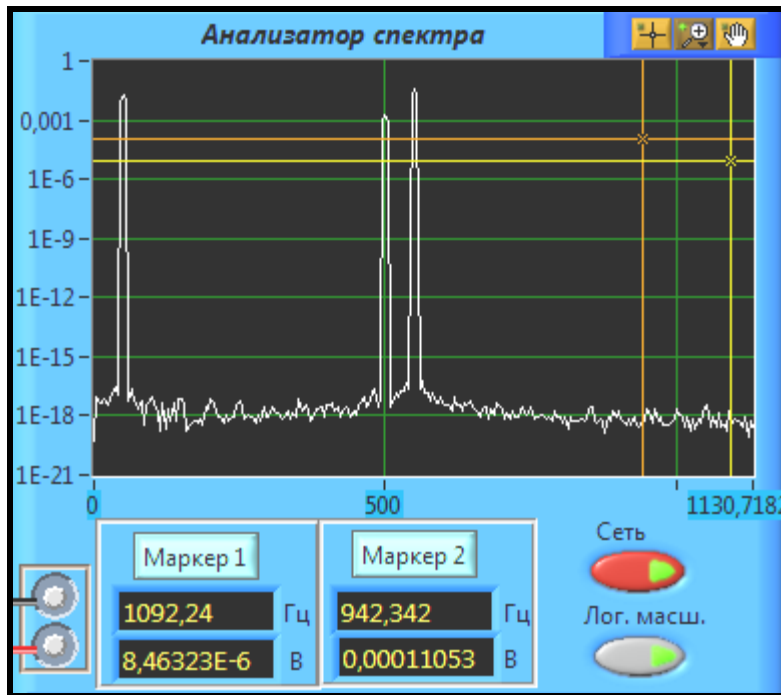 Анализатор спектра
1
0,001
1E-6
1E-9
1E-12
1E-15
1E-18
1E-21
0 500 1130,7182
Маркер 1
1092,24 Гц
8,46323E-6 В
Маркер 2
942,342 Гц
0,00011053 В
Сеть
Лог. масш.